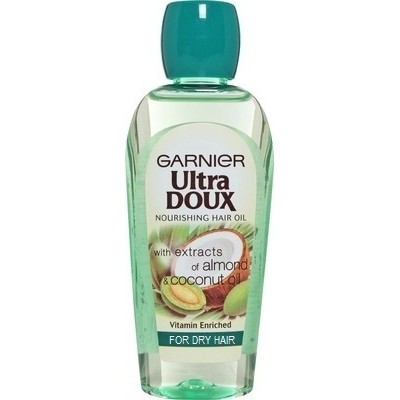 GARNIER
Ultra
DOUX
NOURISHING HAIR OIL
with extracts
of almond
& coconut oil
Vitamin Enriched
FOR DRY HAIR